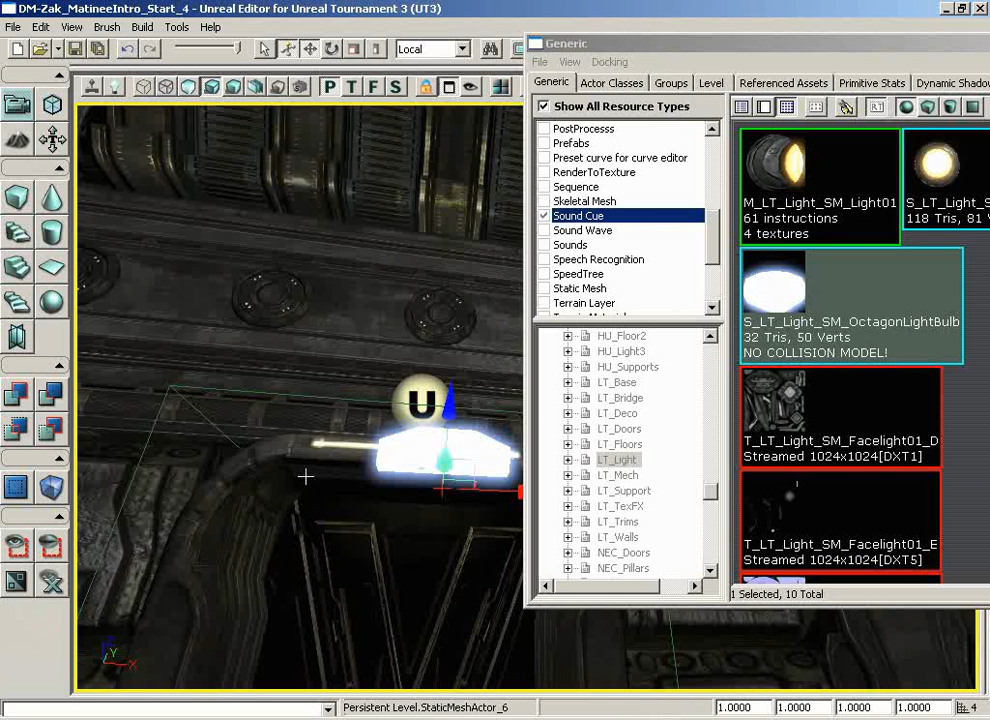 DM-Zak_MatineeIntro_Start_4 - Unreal Editor for Unreal Tournament 3 (UT3)
File Edit View Brush Build Tools Help
Local
P T F S
U
Z
Y
X
Persistent Level.StaticMeshActor_6
1.0000 1.0000 1.0000 1.0000 4
Generic
File View Docking
Generic Actor Classes Groups Level Referenced Assets Primitive Stats Dynamic Shado
Show All Resource Types
RT
PostProcesss
Prefabs
Preset curve for curve editor
RenderToTexture
Sequence
Skeletal Mesh
Sound Cue
Sound Wave
Sounds
Speech Recognition
SpeedTree
Static Mesh
Terrain Layer
HU_Floor2
HU_Light3
HU_Supports
LT_Base
LT_Bridge
LT_Deco
LT_Doors
LT_Floors
LT_Light
LT_Mech
LT_Support
LT_TexFX
LT_Trims
LT_Walls
NEC_Doors
NEC_Pillars
M_LT_Light_SM_Light01
61 instructions
4 textures
S_LT_Light_S
118 Tris, 81 V
S_LT_Light_SM_OctagonLightBulb
32 Tris, 50 Verts
NO COLLISION MODEL!
T_LT_Light_SM_Facelight01_D
Streamed 1024x1024[DXT1]
T_LT_Light_SM_Facelight01_E
Streamed 1024x1024[DXT5]
1 Selected, 10 Total